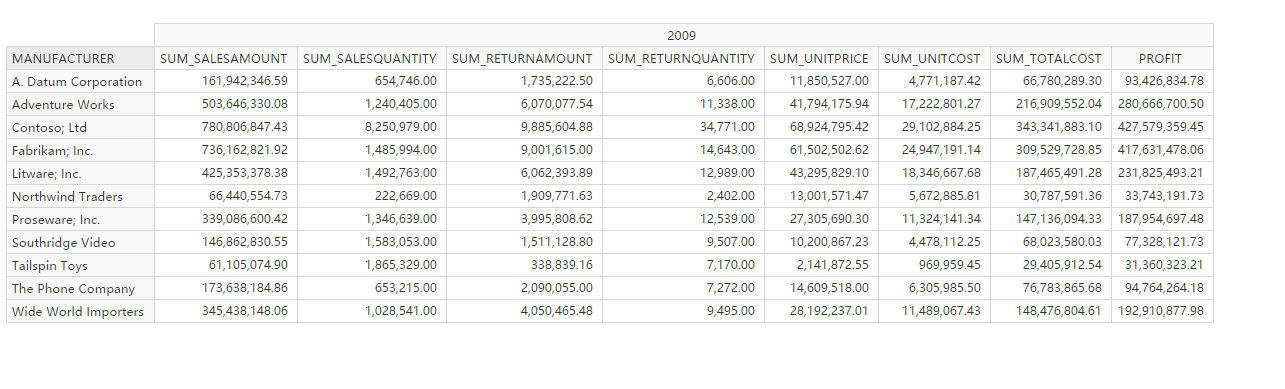 2009
MANUFACTURER SUM_SALESAMOUNT SUM_SALESQUANTITY SUM_RETURNAMOUNT SUM_RETURNQUANTITY SUM_UNITPRICE SUM_UNITCOST SUM_TOTALCOST PROFIT
A. Datum Corporation 161,942,346.59 654,746.00 1,735,222.50 6,606.00 11,850,527.00 4,771,187.42 66,780,289.30 93,426,834.78
Adventure Works 503,646,330.08 1,240,405.00 6,070,077.54 11,338.00 41,794,175.94 17,222,801.27 216,909,552.04 280,666,700.50
Contoso; Ltd 780,806,847.43 8,250,979.00 9,885,604.88 34,771.00 68,924,795.42 29,102,884.25 343,341,883.10 427,579,359.45
Fabrikam; Inc. 736,162,821.92 1,485,994.00 9,001,615.00 14,643.00 61,502,502.62 24,947,191.14 309,529,728.85 417,631,478.06
Litware; Inc. 425,353,378.38 1,492,763.00 6,062,393.89 12,989.00 43,295,829.10 18,346,667.68 187,465,491.28 231,825,493.21
Northwind Traders 66,440,554.73 222,669.00 1,909,771.63 2,402.00 13,001,571.47 5,672,885.81 30,787,591.36 33,743,191.73
Proseware; Inc. 339,086,600.42 1,346,639.00 3,995,808.62 12,539.00 27,305,690.30 11,324,141.34 147,136,094.33 187,954,697.48
Southridge Video 146,862,830.55 1,583,053.00 1,511,128.80 9,507.00 10,200,867.23 4,478,112.25 68,023,580.03 77,328,121.73
Tailspin Toys 61,105,074.90 1,865,329.00 338,839.16 7,170.00 2,141,872.55 969,959.45 29,405,912.54 31,360,323.21
The Phone Company 173,638,184.86 653,215.00 2,090,055.00 7,272.00 14,609,518.00 6,305,985.50 76,783,865.68 94,764,264.18
Wide World Importers 345,438,148.06 1,028,541.00 4,050,465.48 9,495.00 28,192,237.01 11,489,067.43 148,476,804.61 192,910,877.98